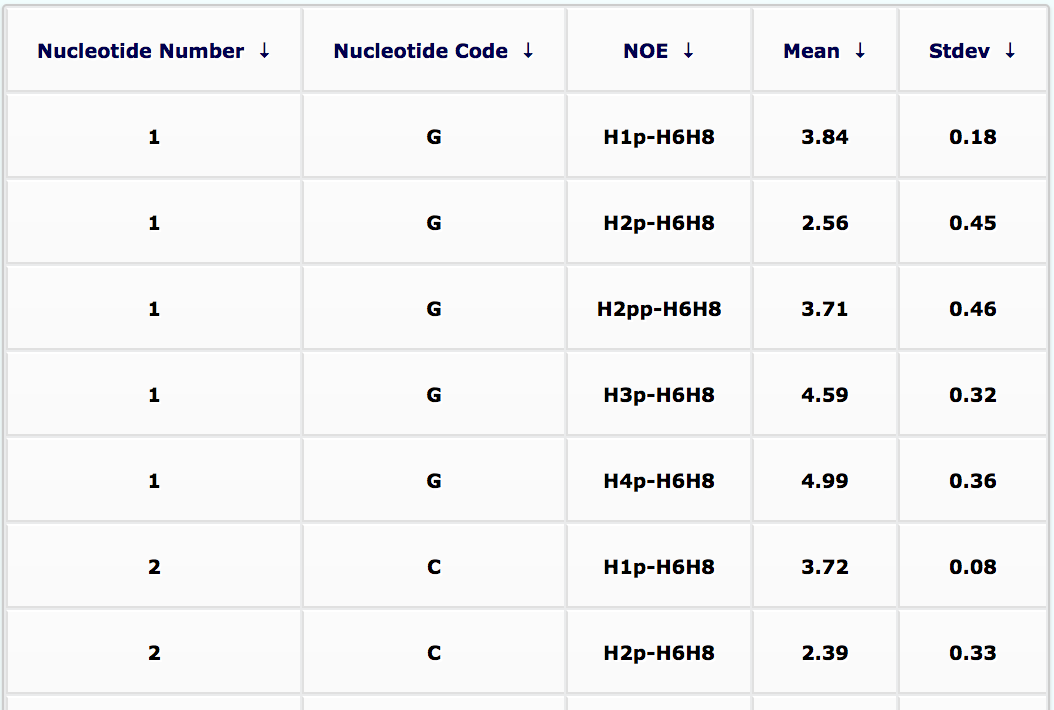 Nucleotide Number ↓ Nucleotide Code ↓ NOE ↓ Mean ↓ Stdev ↓
1 G H1p-H6H8 3.84 0.18
1 G H2p-H6H8 2.56 0.45
1 G H2pp-H6H8 3.71 0.46
1 G H3p-H6H8 4.59 0.32
1 G H4p-H6H8 4.99 0.36
2 C H1p-H6H8 3.72 0.08
2 C H2p-H6H8 2.39 0.33